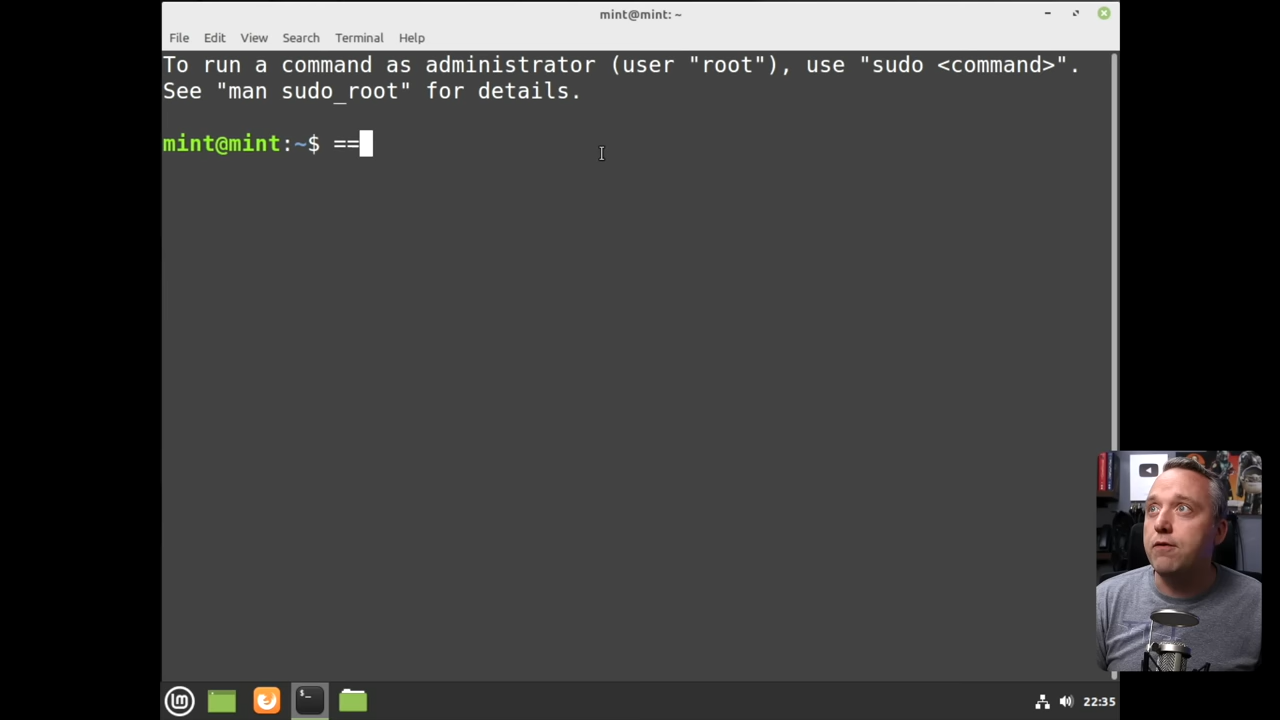 mint@mint: ~
File Edit View Search Terminal Help
To run a command as administrator (user "root"), use "sudo <command>".
See "man sudo_root" for details.
mint@mint:~$ ==
22:35